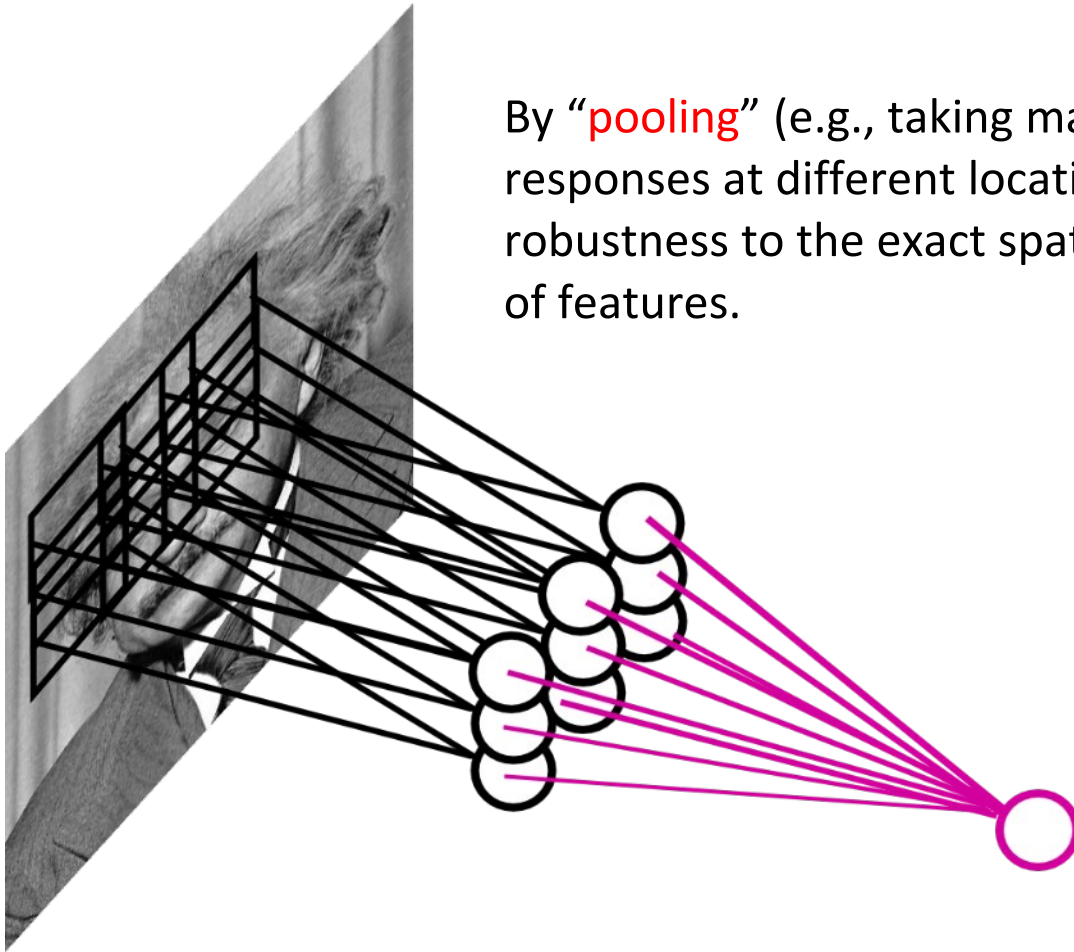 By “pooling” (e.g., taking ma
responses at different locati
robustness to the exact spat
of features.